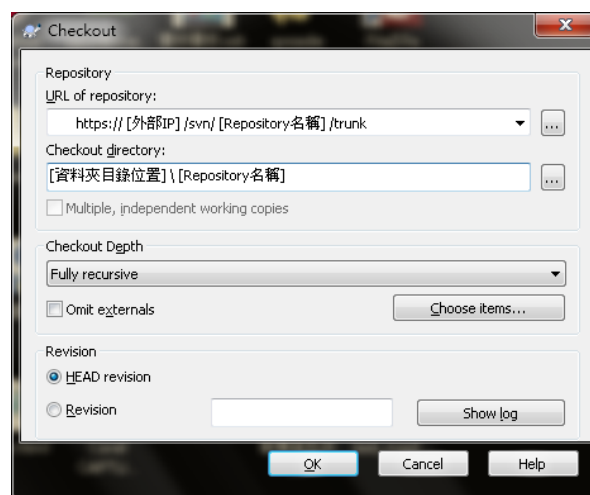 Checkout
Repository
URL of repository:
https:// [外部IP] /svn/ [Repository名稱] /trunk
...
Checkout directory:
[資料夾目錄位置] \ [Repository名稱]
...
Multiple, independent working copies
Checkout Depth
Fully recursive
Omit externals
Choose items...
Revision
HEAD revision
Revision
Show log
OK
Cancel
Help